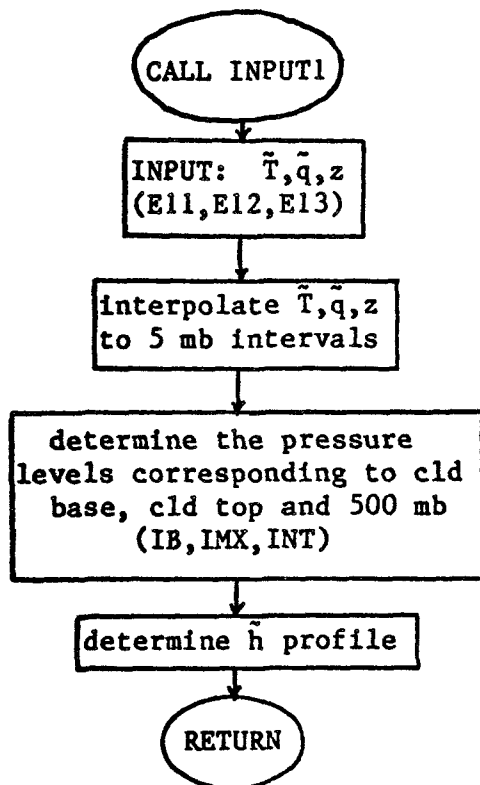 CALL INPUT1
INPUT: T̃,q̃,z
(E11,E12,E13)
interpolate T̃,q̃,z
to 5 mb intervals
determine the pressure
levels corresponding to cld
base, cld top and 500 mb
(IB,IMX,INT)
determine h̃ profile
RETURN